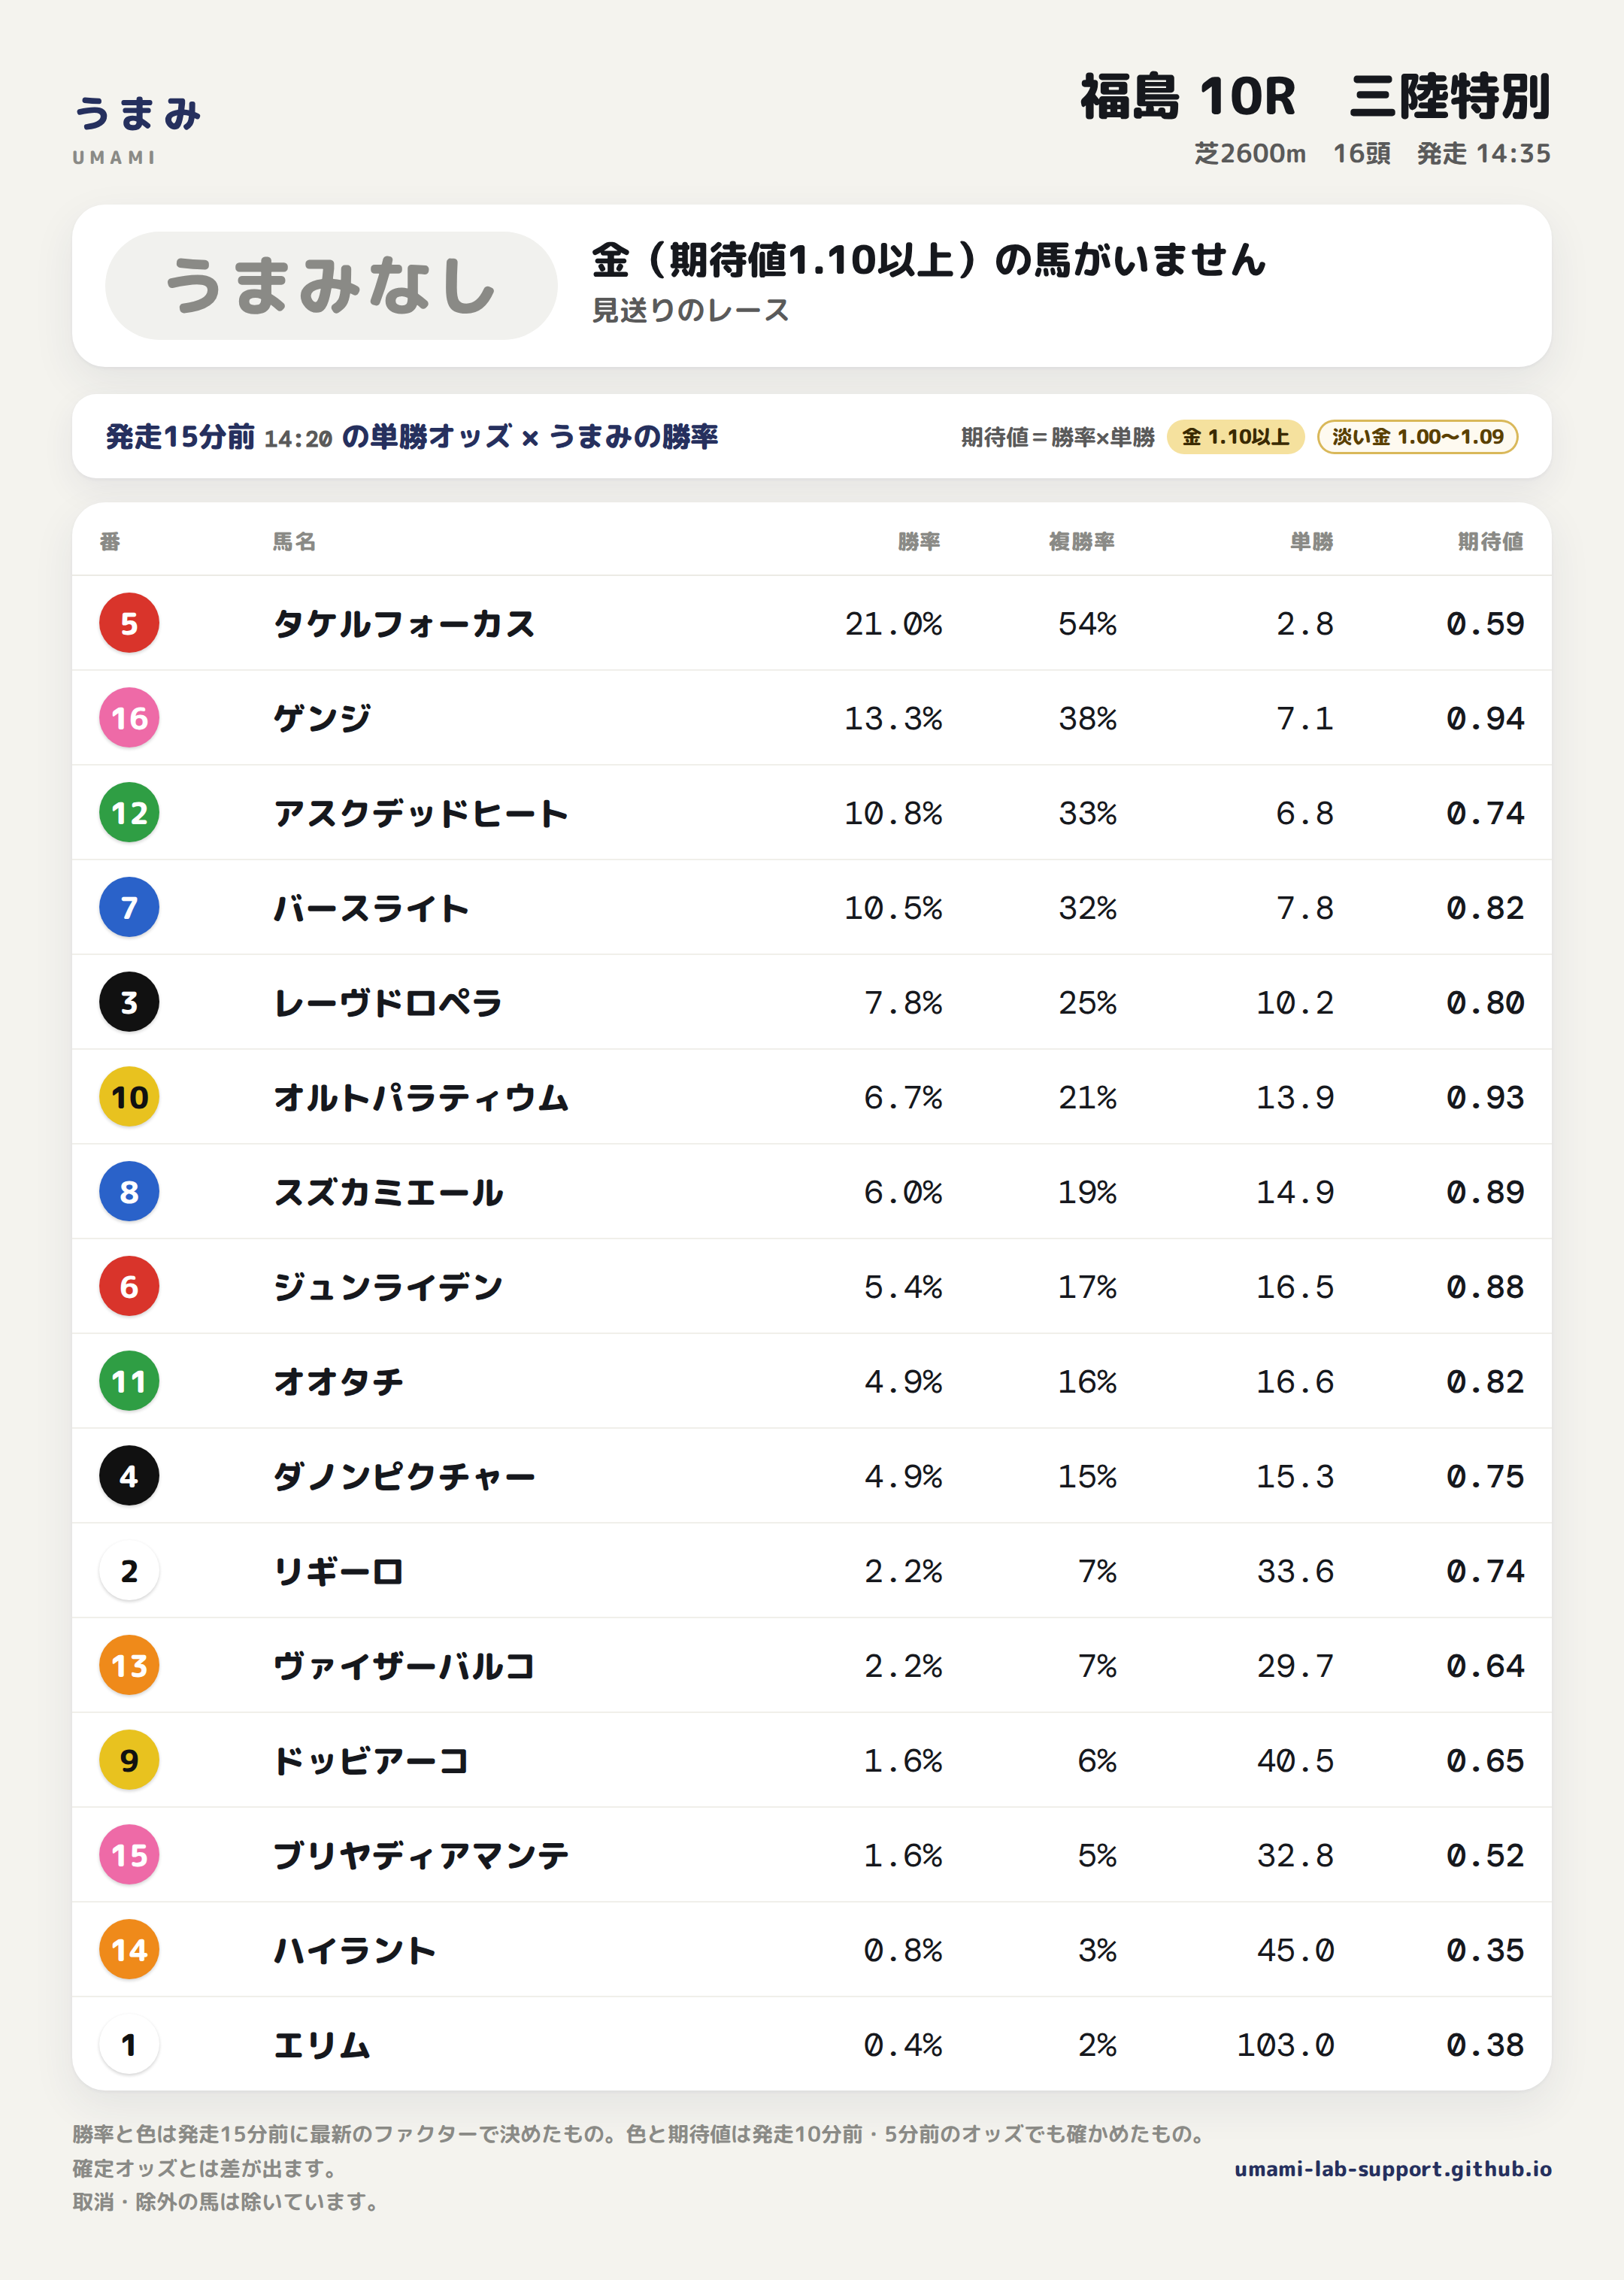 うまみ
UMAMI
福島 10R 三陸特別
芝2600m 16頭 発走 14:35
うまみなし
金（期待値1.10以上）の馬がいません
見送りのレース
発走15分前 14:20 の単勝オッズ × うまみの勝率
期待値＝勝率×単勝 金 1.10以上 淡い金 1.00〜1.09
番 馬名 勝率 複勝率 単勝 期待値
5 タケルフォーカス 21.0% 54% 2.8 0.59
16 ゲンジ 13.3% 38% 7.1 0.94
12 アスクデッドヒート 10.8% 33% 6.8 0.74
7 バースライト 10.5% 32% 7.8 0.82
3 レーヴドロペラ 7.8% 25% 10.2 0.80
10 オルトパラティウム 6.7% 21% 13.9 0.93
8 スズカミエール 6.0% 19% 14.9 0.89
6 ジュンライデン 5.4% 17% 16.5 0.88
11 オオタチ 4.9% 16% 16.6 0.82
4 ダノンピクチャー 4.9% 15% 15.3 0.75
2 リギーロ 2.2% 7% 33.6 0.74
13 ヴァイザーバルコ 2.2% 7% 29.7 0.64
9 ドッビアーコ 1.6% 6% 40.5 0.65
15 ブリヤディアマンテ 1.6% 5% 32.8 0.52
14 ハイラント 0.8% 3% 45.0 0.35
1 エリム 0.4% 2% 103.0 0.38
勝率と色は発走15分前に最新のファクターで決めたもの。色と期待値は発走10分前・5分前のオッズでも確かめたもの。
確定オッズとは差が出ます。
取消・除外の馬は除いています。
umami-lab-support.github.io